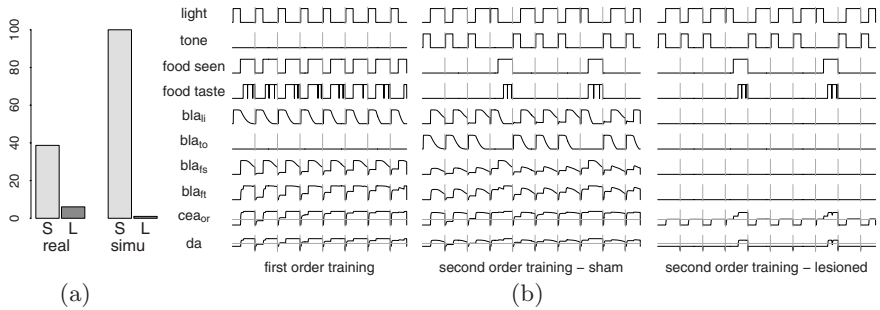 100
80
60
40
20
0
S L S L
real simu
(a)
light
tone
food seen
food taste
bla_li
bla_to
bla_fs
bla_ft
cea_or
da
first order training
second order training − sham
second order training − lesioned
(b)